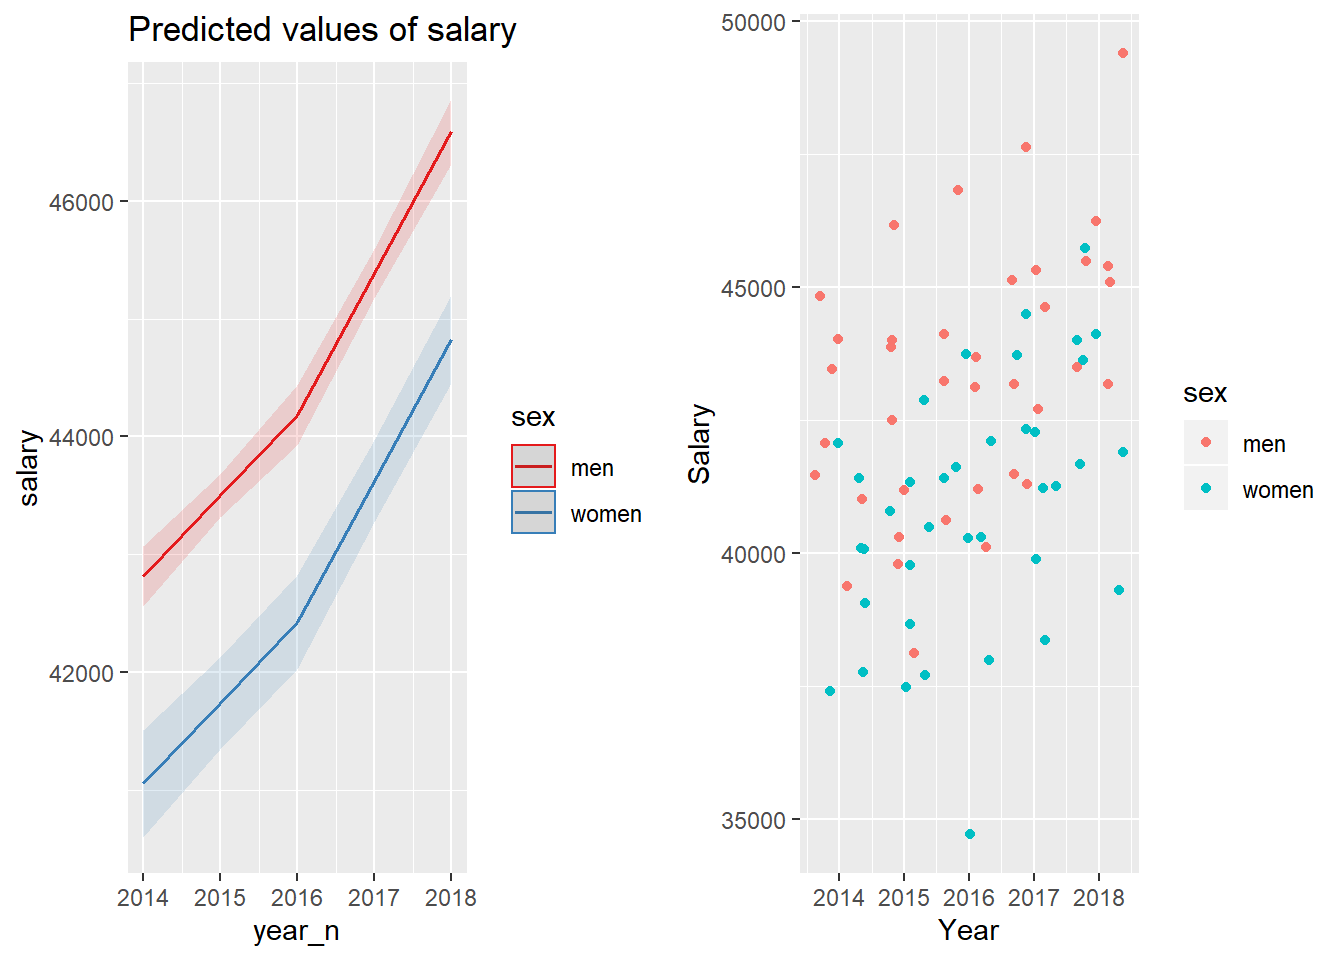 Predicted values of salary
46000
44000
42000
salary
2014 2015 2016 2017 2018
year_n
sex
men
women
50000
45000
40000
35000
Salary
2014 2015 2016 2017 2018
Year
sex
men
women